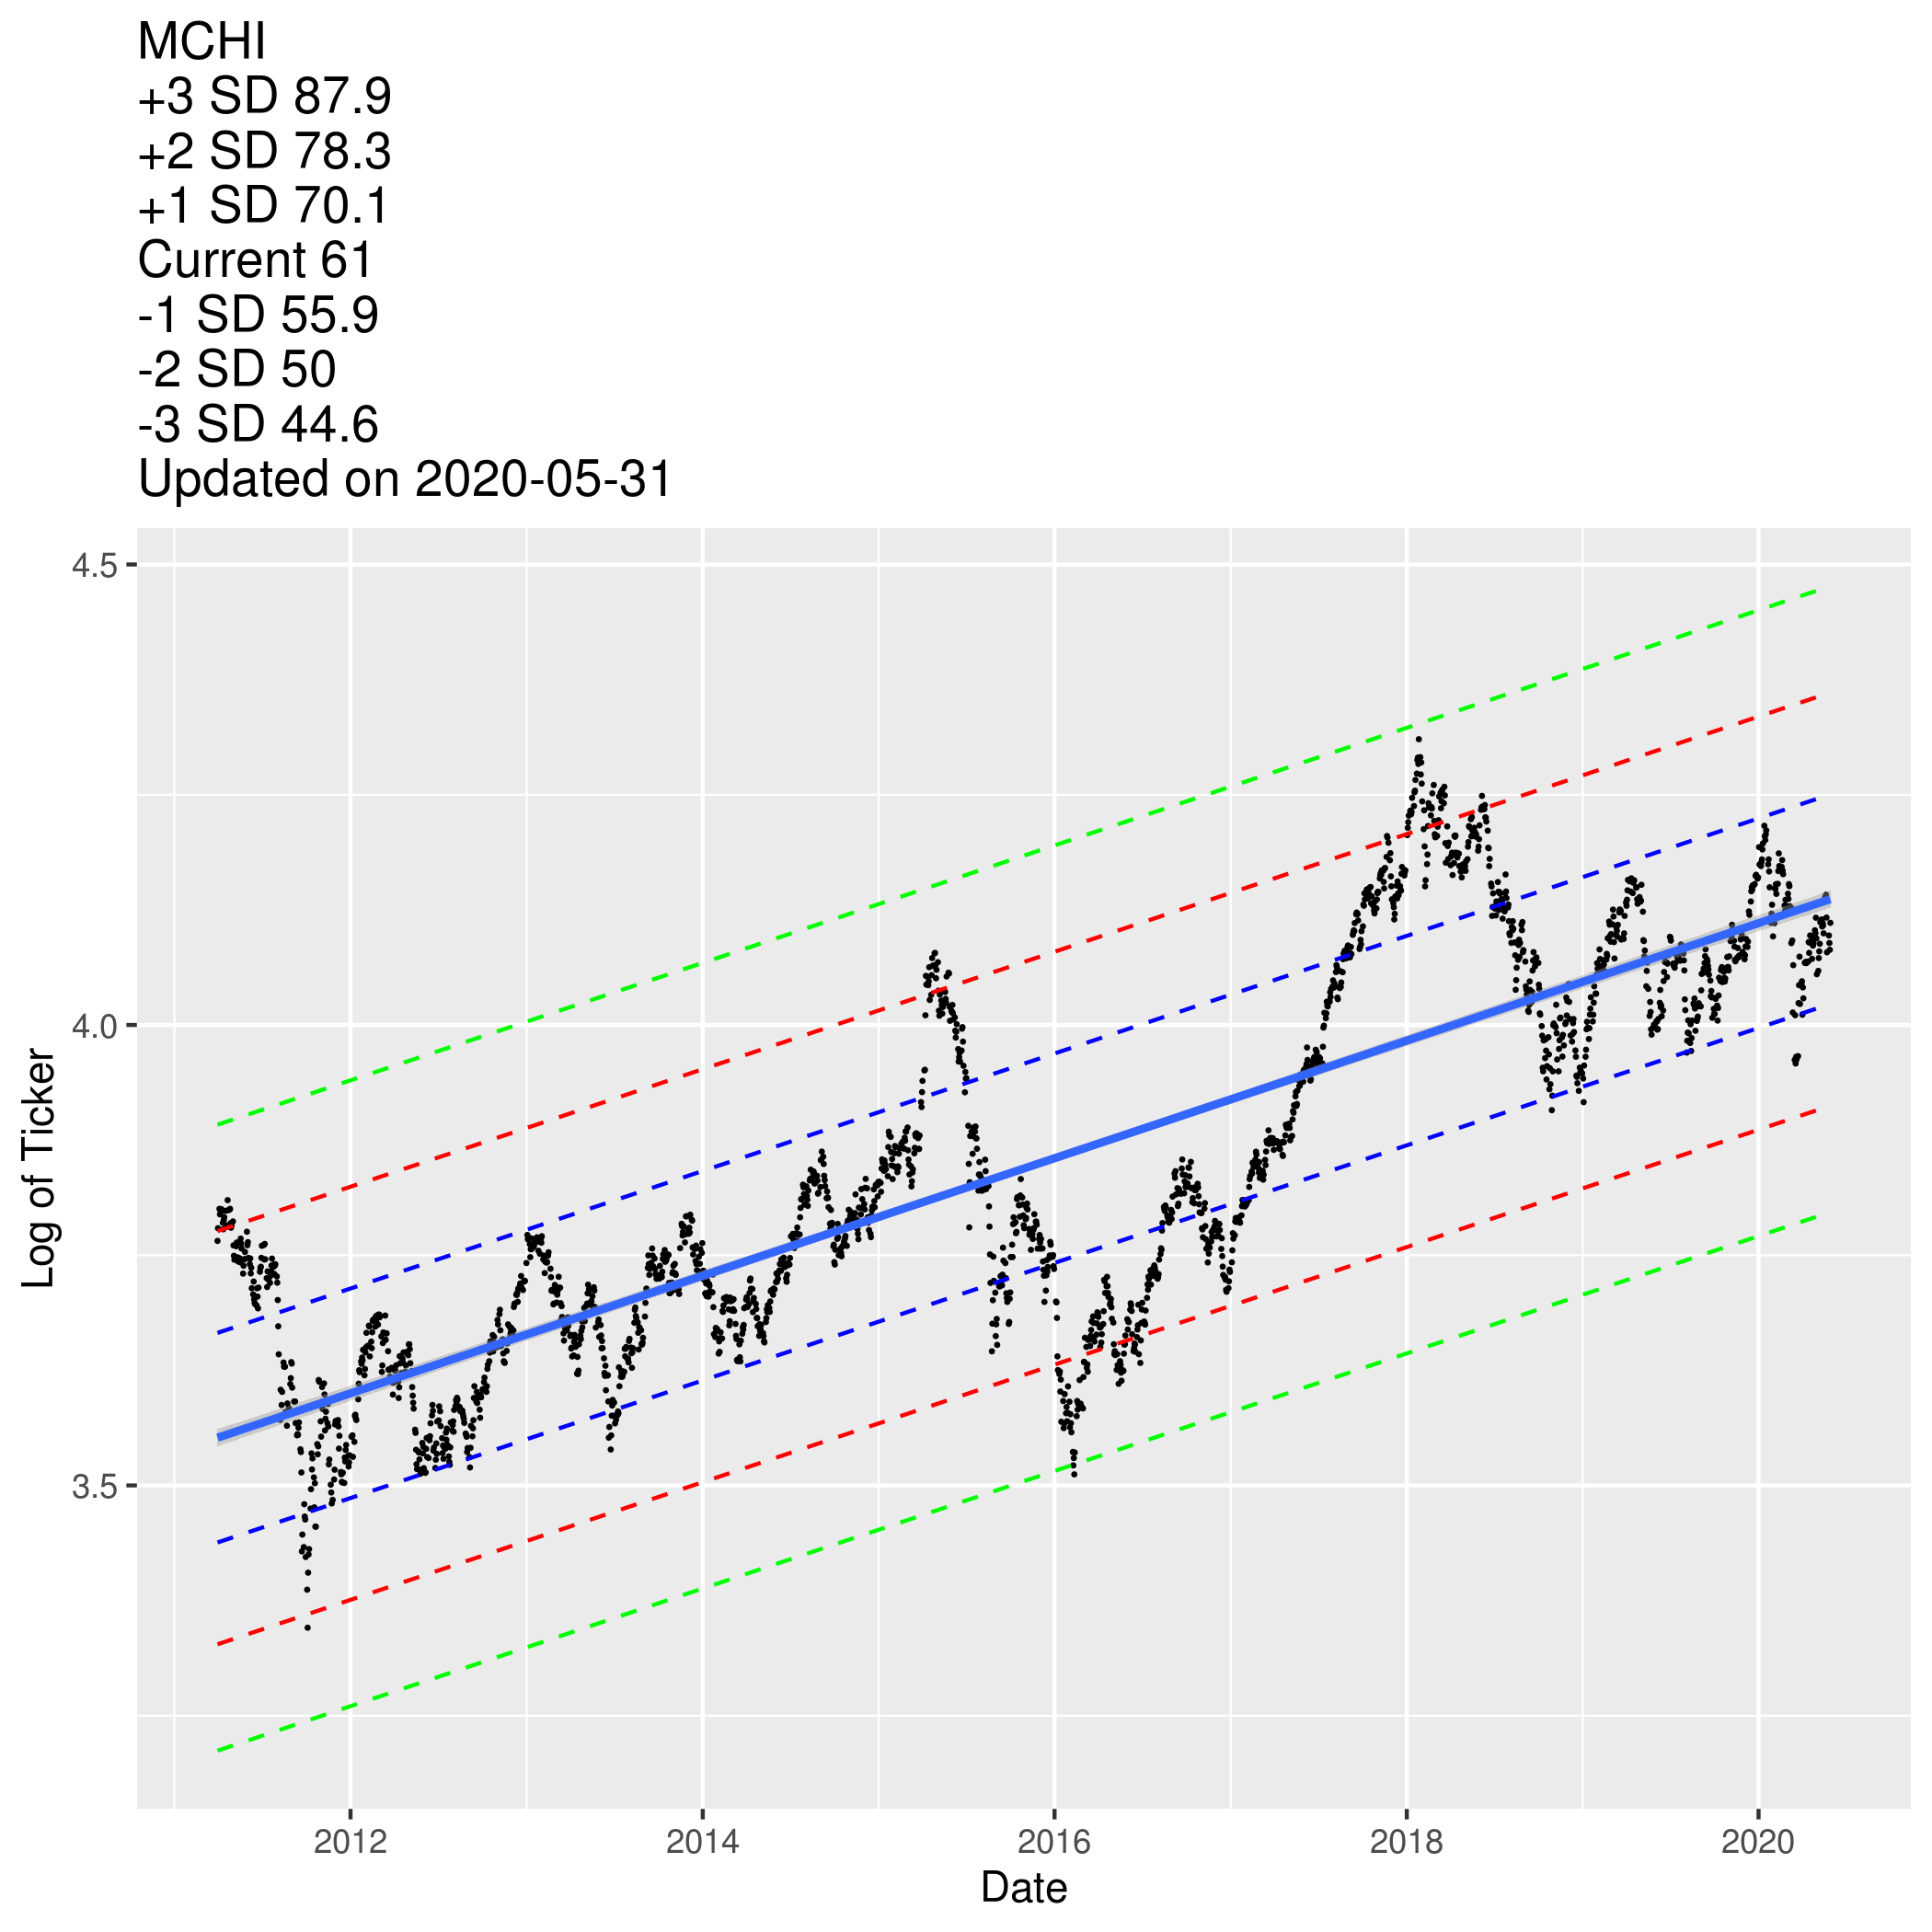 MCHI
+3 SD 87.9
+2 SD 78.3
+1 SD 70.1
Current 61
-1 SD 55.9
-2 SD 50
-3 SD 44.6
Updated on 2020-05-31
4.5
4.0
3.5
Log of Ticker
2012 2014 2016 2018 2020
Date